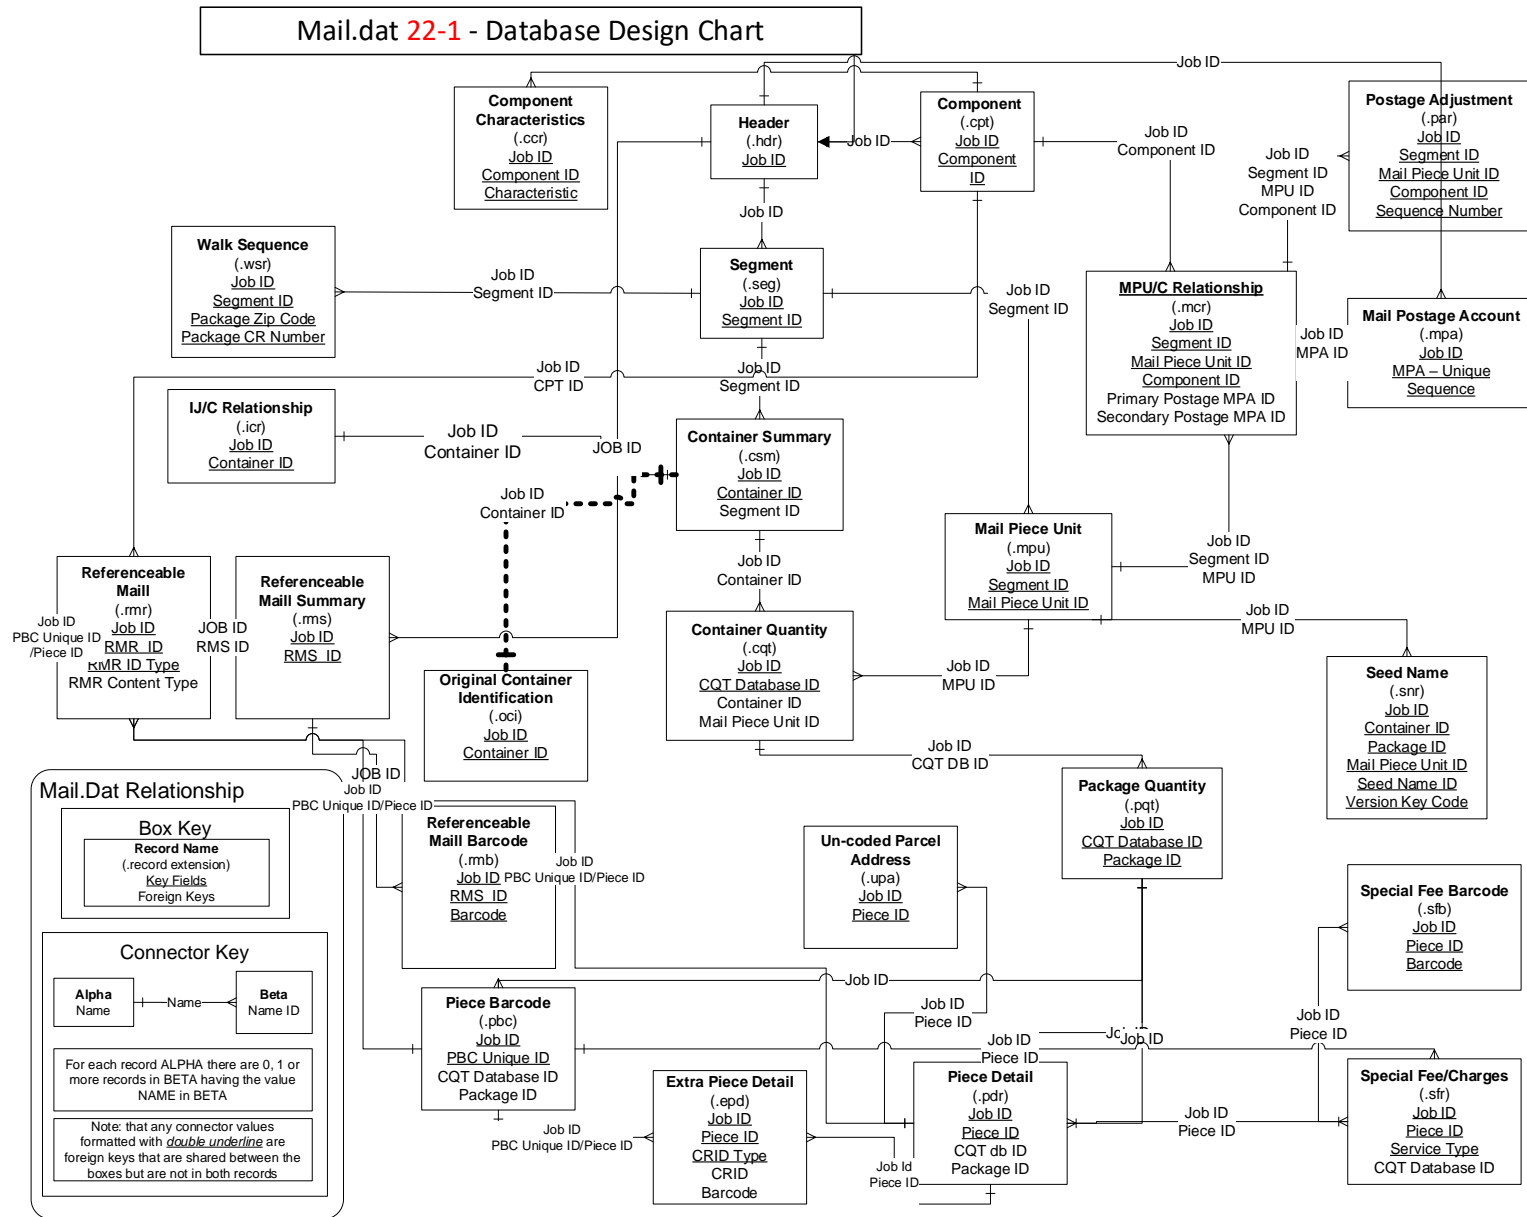 Mail.dat 22-1 - Database Design Chart
Job ID
Component
Characteristics
(.ccr)
Job ID
Component ID
Characteristic
Header
(.hdr)
Job ID
Job ID
Component
(.cpt)
Job ID
Component
ID
Job ID
Component ID
Postage Adjustment
(.par)
Job ID
Segment ID
Mail Piece Unit ID
Component ID
Sequence Number
Job ID
Segment ID
MPU ID
Component ID
Job ID
Walk Sequence
(.wsr)
Job ID
Segment ID
Package Zip Code
Package CR Number
Job ID
Segment ID
Segment
(.seg)
Job ID
Segment ID
Job ID
Segment ID
MPU/C Relationship
(.mcr)
Job ID
Segment ID
Mail Piece Unit ID
Component ID
Primary Postage MPA ID
Secondary Postage MPA ID
Job ID
MPA ID
Mail Postage Account
(.mpa)
Job ID
MPA – Unique
Sequence
Job ID
CPT ID
Job ID
Segment ID
IJ/C Relationship
(.icr)
Job ID
Container ID
Job ID
Container ID
JOB ID
Container Summary
(.csm)
Job ID
Container ID
Segment ID
Job ID
Container ID
Job ID
Container ID
Mail Piece Unit
(.mpu)
Job ID
Segment ID
Mail Piece Unit ID
Job ID
Segment ID
MPU ID
Job ID
MPU ID
Referenceable
Maill
(.rmr)
Job ID
RMR_ID
RMR ID Type
RMR Content Type
Job ID
PBC Unique ID
/Piece ID
JOB ID
RMS ID
Referenceable
Maill Summary
(.rms)
Job ID
RMS_ID
Original Container
Identification
(.oci)
Job ID
Container ID
Container Quantity
(.cqt)
Job ID
CQT Database ID
Container ID
Mail Piece Unit ID
Job ID
MPU ID
Seed Name
(.snr)
Job ID
Container ID
Package ID
Mail Piece Unit ID
Seed Name ID
Version Key Code
Job ID
CQT DB ID
Package Quantity
(.pqt)
Job ID
CQT Database ID
Package ID
JOB ID
Job ID
PBC Unique ID/Piece ID
Mail.Dat Relationship
Box Key
Record Name
(.record extension)
Key Fields
Foreign Keys
Connector Key
Alpha
Name
Name
Beta
Name ID
For each record ALPHA there are 0, 1 or
more records in BETA having the value
NAME in BETA
Note: that any connector values
formatted with double underline are
foreign keys that are shared between the
boxes but are not in both records
Referenceable
Maill Barcode
(.rmb)
Job ID
RMS_ID
Barcode
Job ID
PBC Unique ID/Piece ID
Un-coded Parcel
Address
(.upa)
Job ID
Piece ID
Special Fee Barcode
(.sfb)
Job ID
Piece ID
Barcode
Job ID
Piece Barcode
(.pbc)
Job ID
PBC Unique ID
CQT Database ID
Package ID
Job ID
Piece ID
Job ID
Piece ID
Job ID
Job ID
Job ID
Piece ID
Extra Piece Detail
(.epd)
Job ID
Piece ID
CRID Type
CRID
Barcode
Job ID
PBC Unique ID/Piece ID
Job Id
Piece ID
Piece Detail
(.pdr)
Job ID
Piece ID
CQT db ID
Package ID
Job ID
Piece ID
Special Fee/Charges
(.sfr)
Job ID
Piece ID
Service Type
CQT Database ID